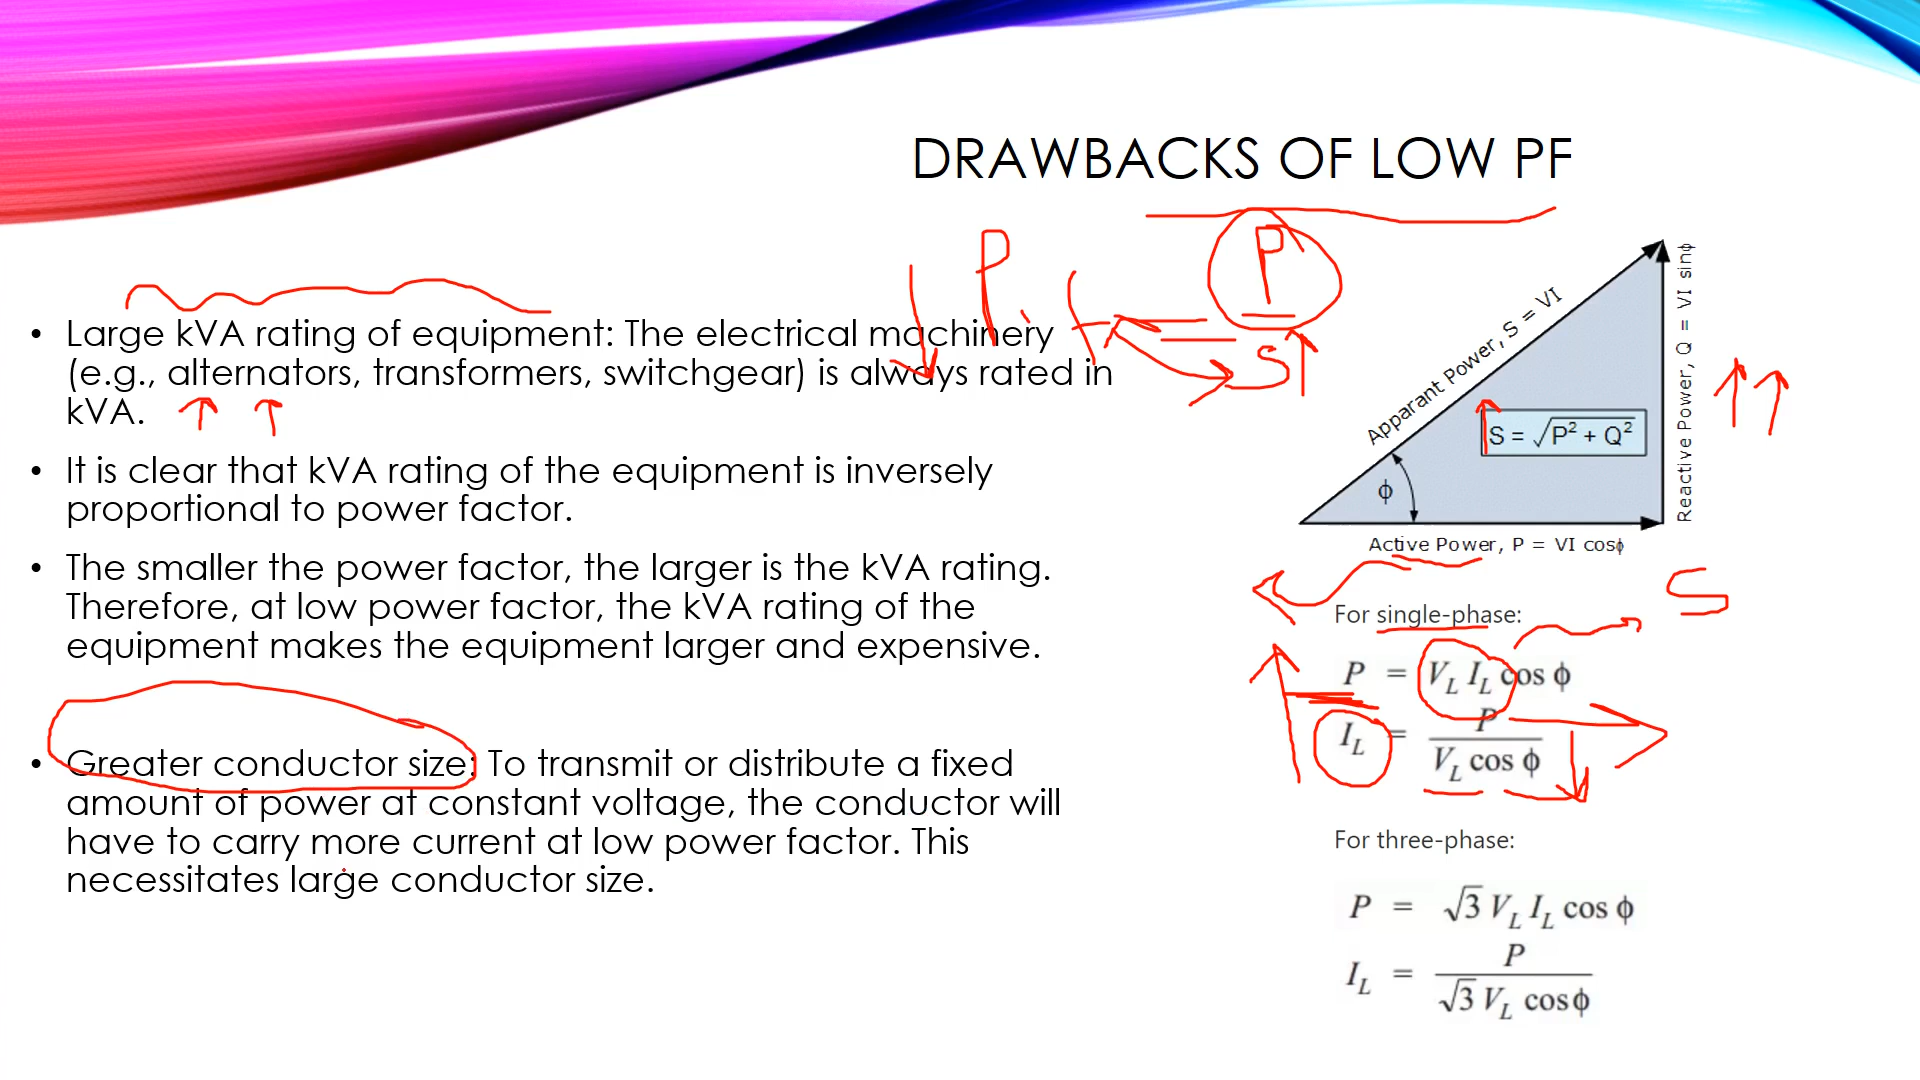 DRAWBACKS OF LOW PF
P.f = P
S
• Large kVA rating of equipment: The electrical machinery
(e.g., alternators, transformers, switchgear) is always rated in
kVA.
• It is clear that kVA rating of the equipment is inversely
proportional to power factor.
• The smaller the power factor, the larger is the kVA rating.
Therefore, at low power factor, the kVA rating of the
equipment makes the equipment larger and expensive.
• Greater conductor size: To transmit or distribute a fixed
amount of power at constant voltage, the conductor will
have to carry more current at low power factor. This
necessitates large conductor size.
Apparant Power, S = VI
Reactive Power, Q = VI sinϕ
S = √P² + Q²
ϕ
Active Power, P = VI cosϕ
S
For single-phase:
P = V_L I_L cos ϕ
I_L = P / V_L cos ϕ
For three-phase:
P = √3 V_L I_L cos ϕ
I_L = P / √3 V_L cos ϕ